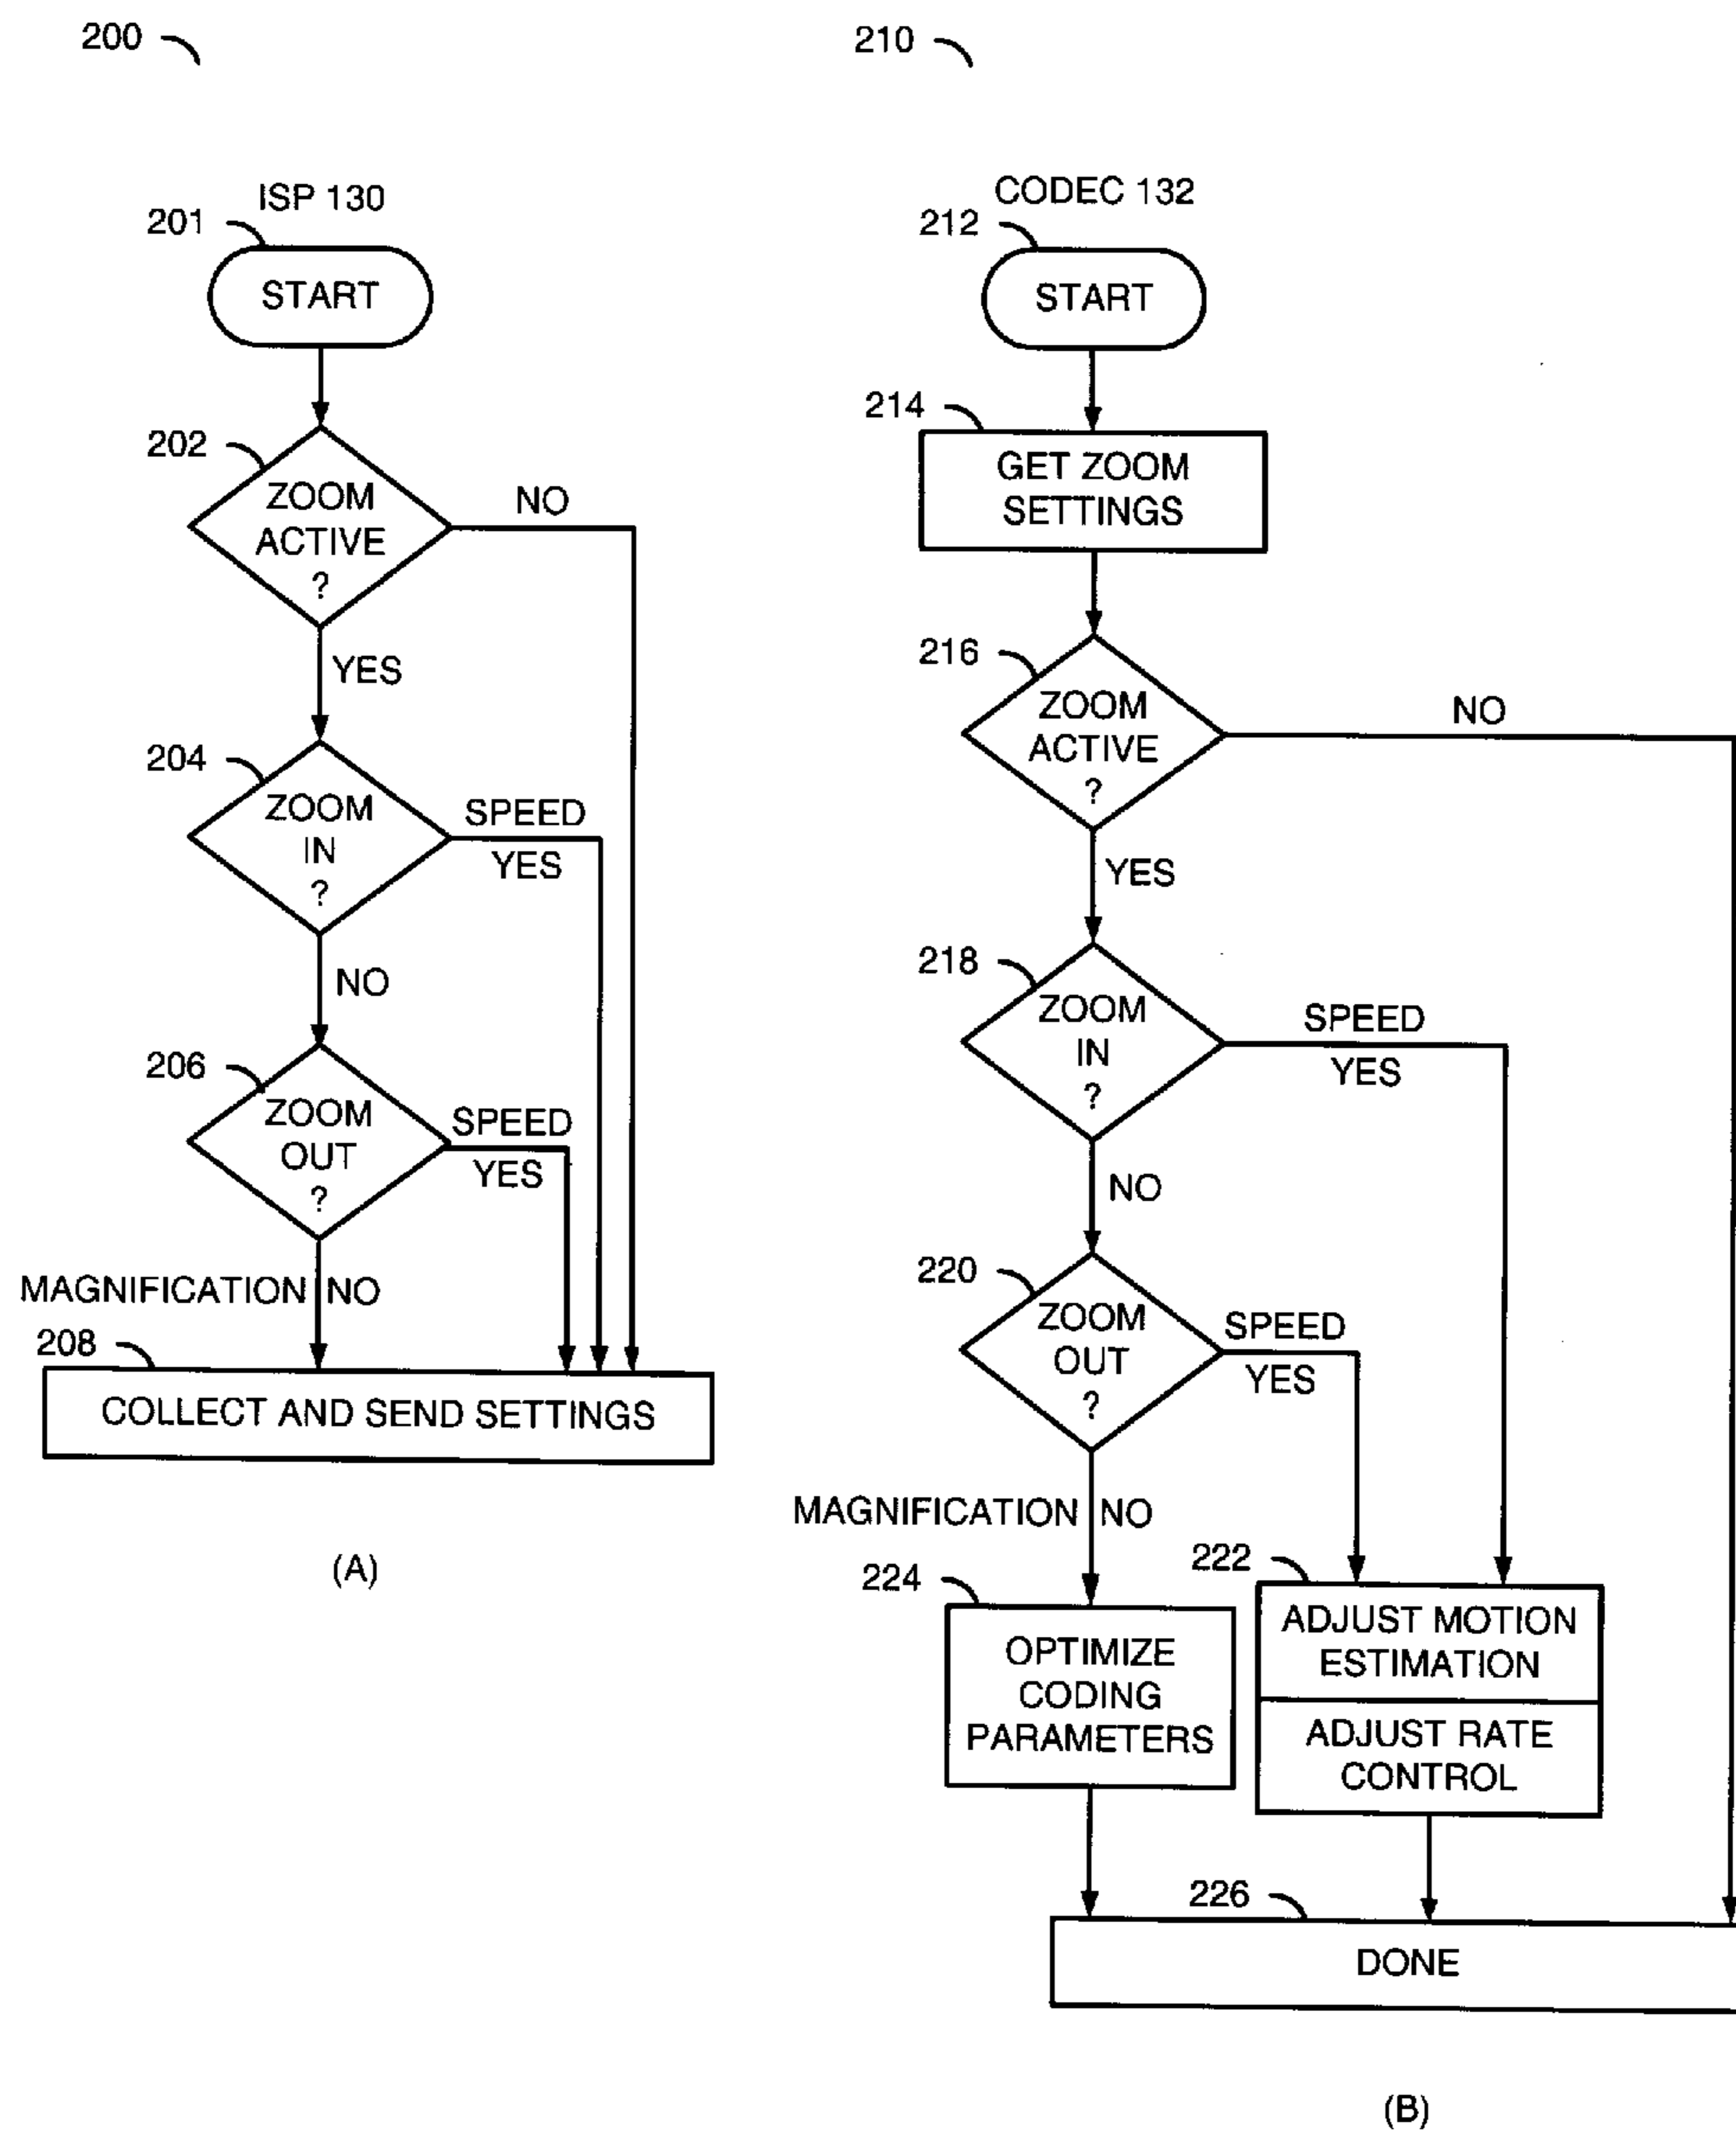 200
ISP 130
201
START
202
ZOOM
ACTIVE
?
NO
YES
204
ZOOM
IN
?
SPEED
YES
NO
206
ZOOM
OUT
?
SPEED
YES
MAGNIFICATION NO
208
COLLECT AND SEND SETTINGS
(A)
210
CODEC 132
212
START
214
GET ZOOM
SETTINGS
216
ZOOM
ACTIVE
?
NO
YES
218
ZOOM
IN
?
SPEED
YES
NO
220
ZOOM
OUT
?
SPEED
YES
MAGNIFICATION NO
224
OPTIMIZE
CODING
PARAMETERS
222
ADJUST MOTION
ESTIMATION
ADJUST RATE
CONTROL
226
DONE
(B)